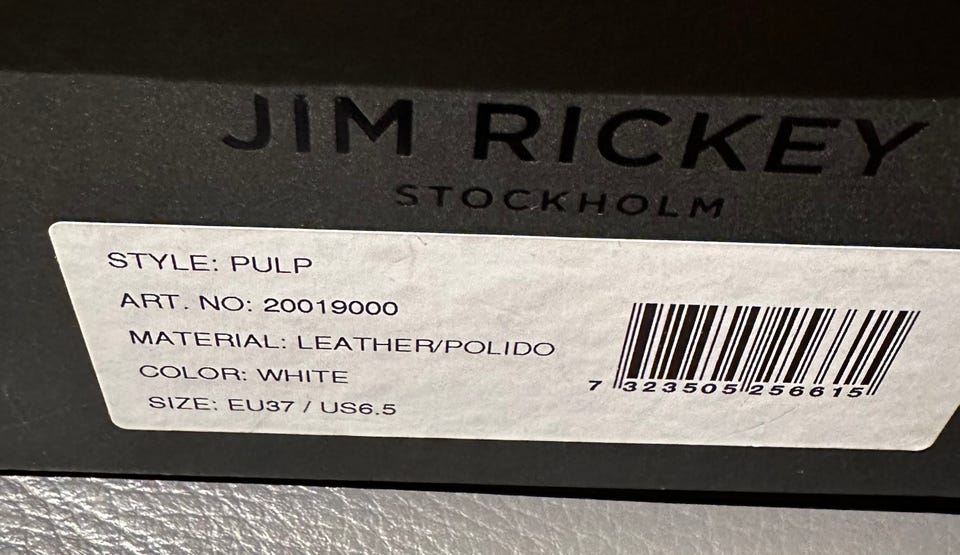 JIM RICKEY
STOCKHOLM
STYLE: PULP
ART. NO: 20019000
MATERIAL: LEATHER/POLIDO
COLOR: WHITE
SIZE: EU37 / US6.5
7 323505 256615